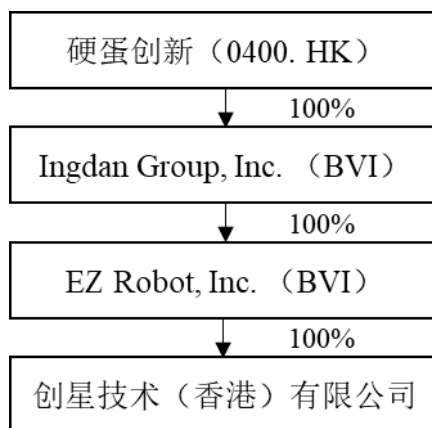 硬蛋创新（0400. HK）
100%
Ingdan Group, Inc. （BVI）
100%
EZ Robot, Inc. （BVI）
100%
创星技术（香港）有限公司